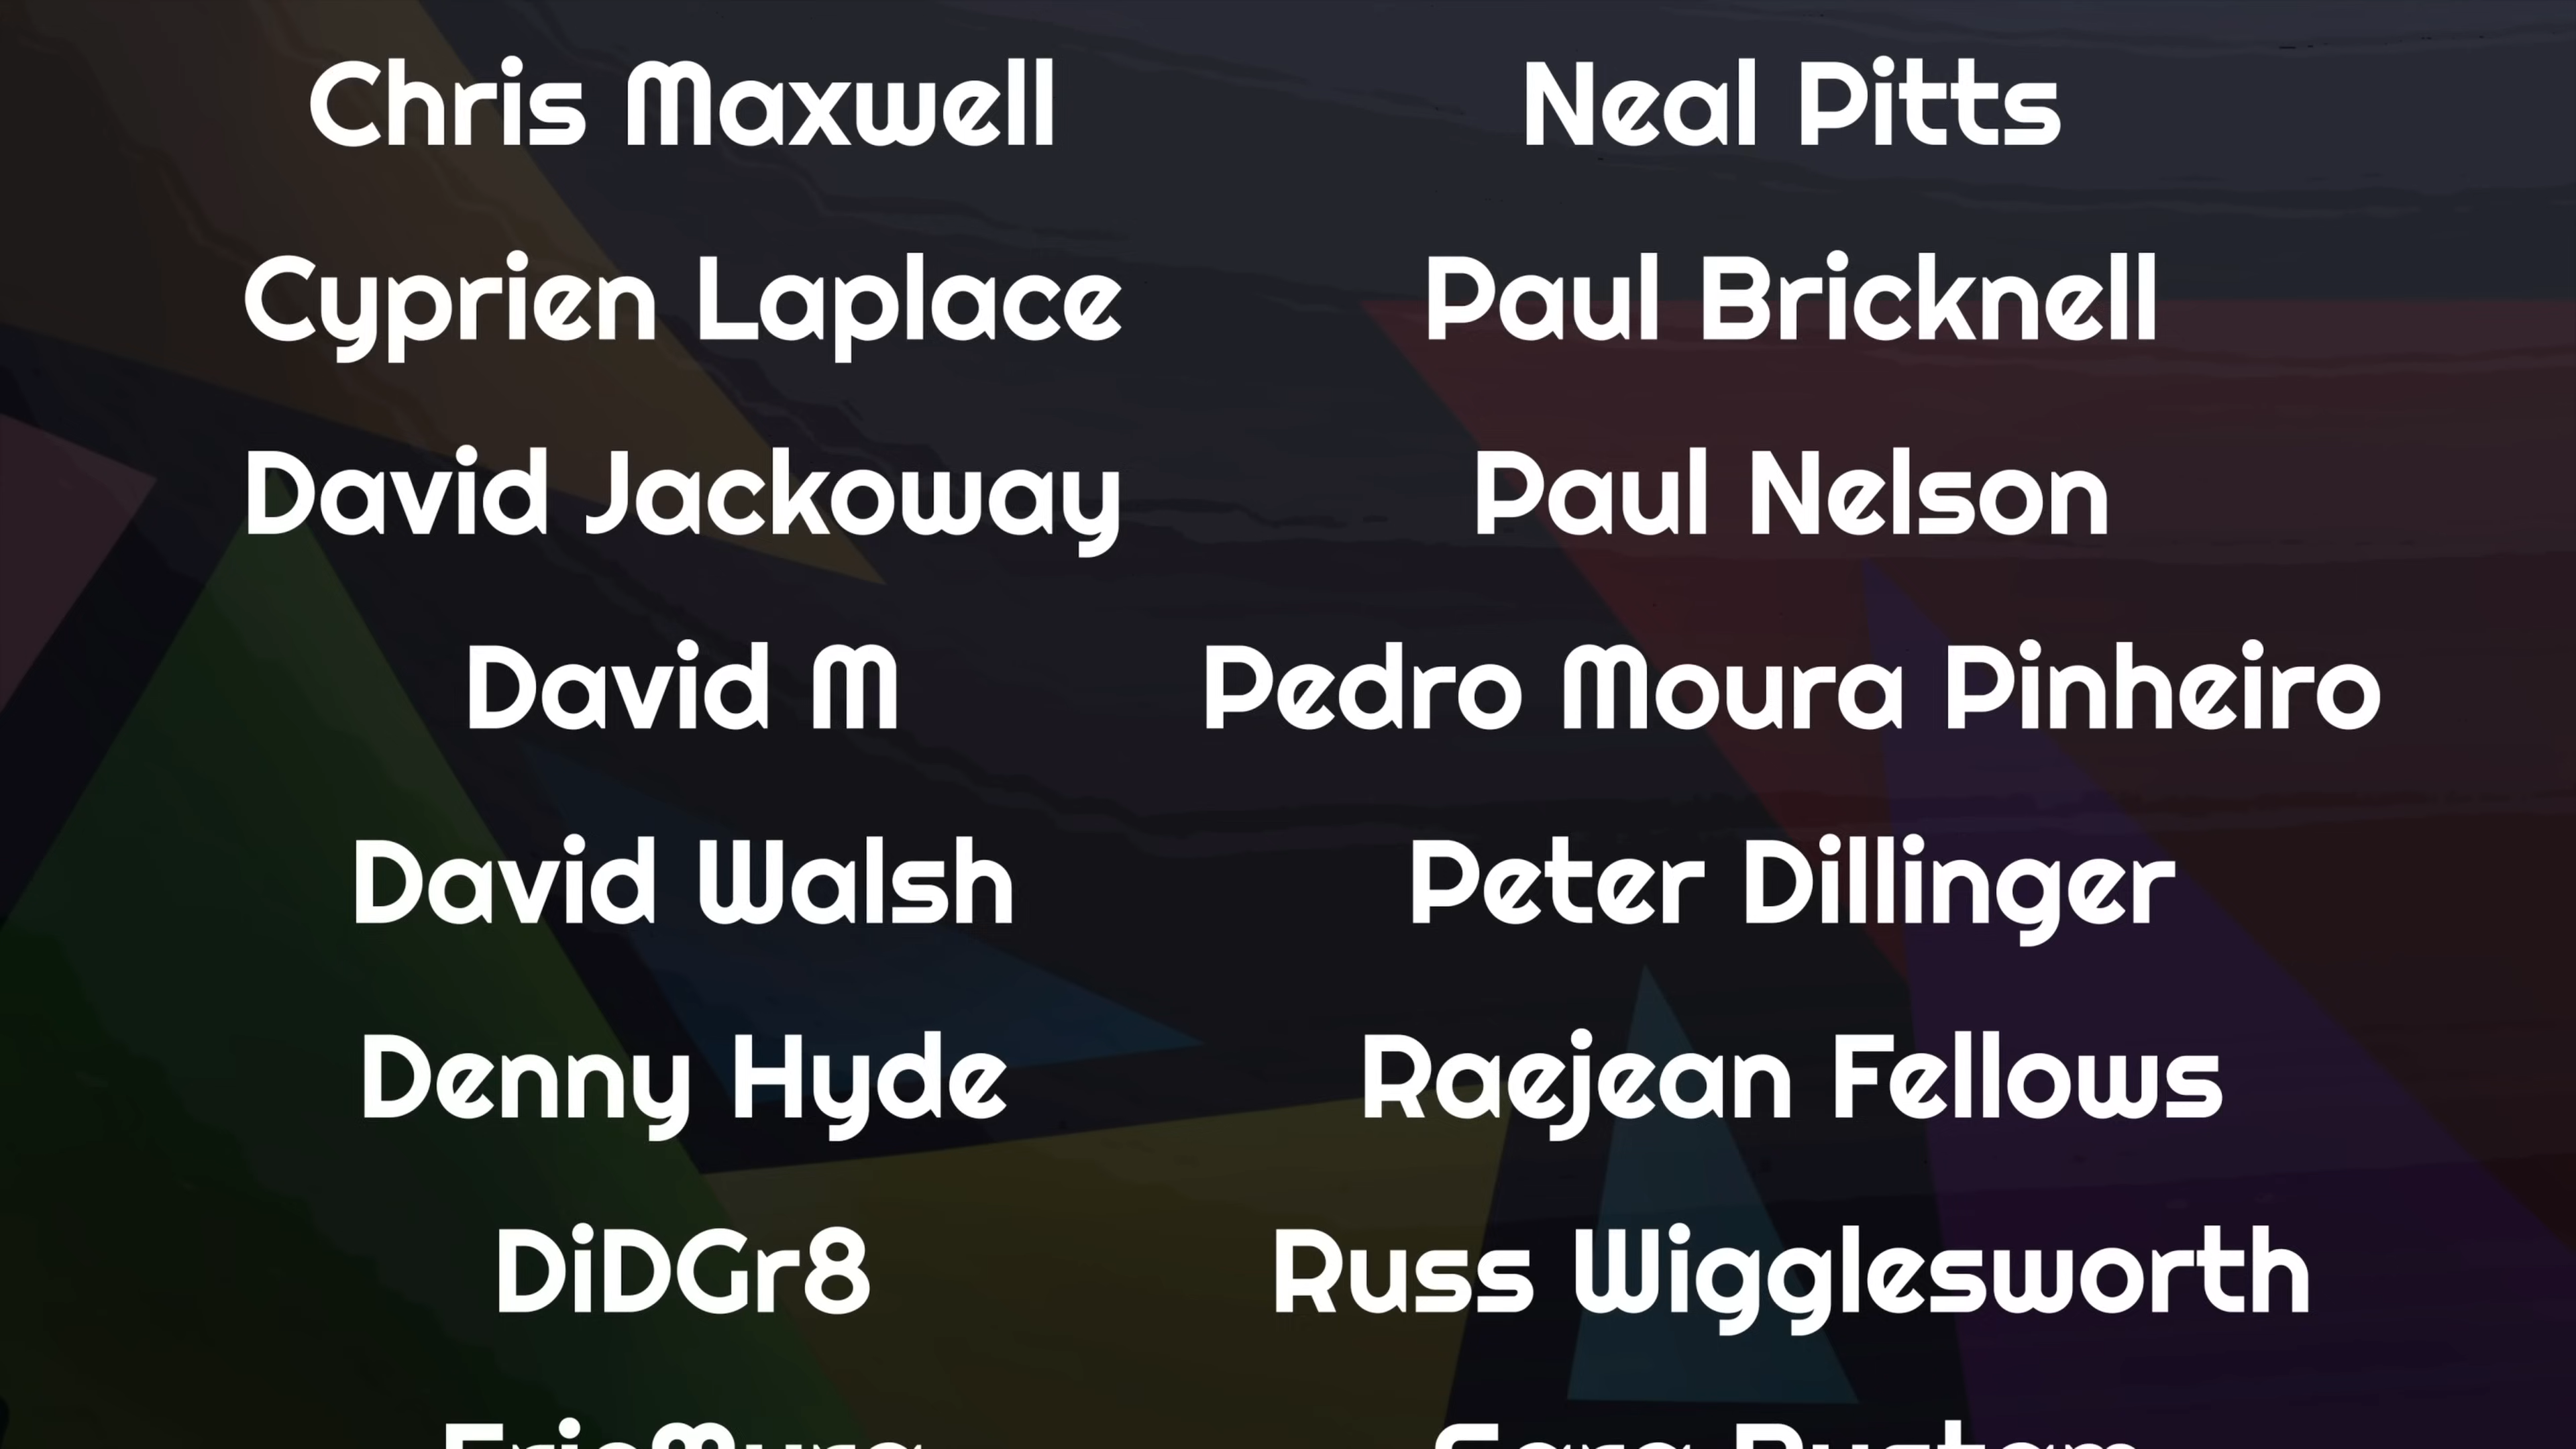 Chris Maxwell
Cyprien Laplace
David Jackoway
David M
David Walsh
Denny Hyde
DiDGr8
Neal Pitts
Paul Bricknell
Paul Nelson
Pedro Moura Pinheiro
Peter Dillinger
Raejean Fellows
Russ Wigglesworth